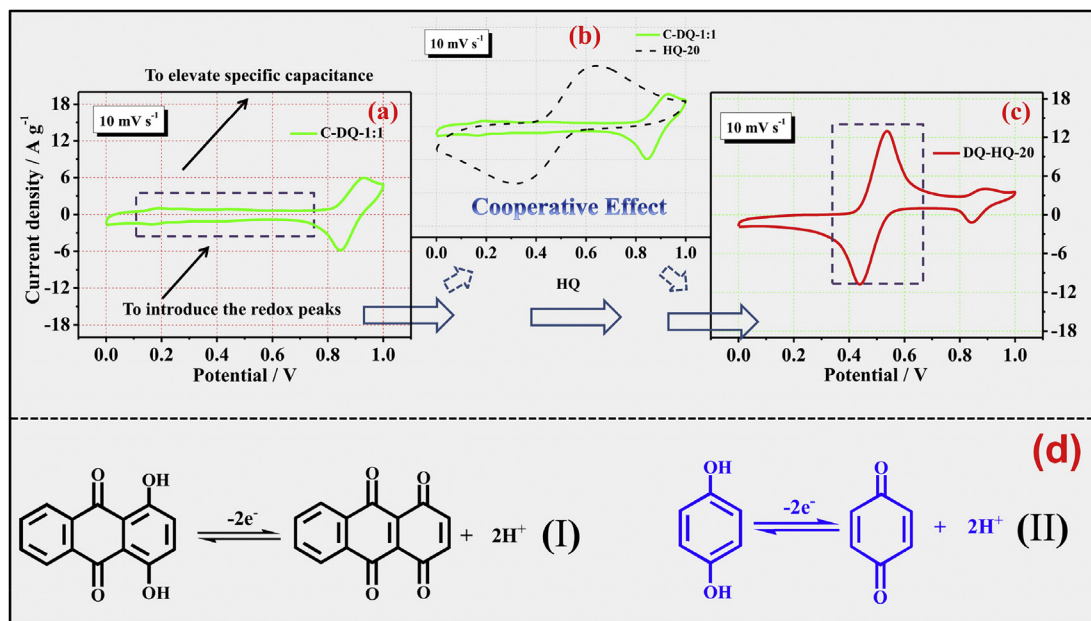 (a)
10 mV s⁻¹
To elevate specific capacitance
C-DQ-1:1
To introduce the redox peaks
Current density / A g⁻¹
18
12
6
0
-6
-12
-18
0.0 0.2 0.4 0.6 0.8 1.0
Potential / V
(b)
10 mV s⁻¹
C-DQ-1:1
HQ-20
Cooperative Effect
0.0 0.2 0.4 0.6 0.8 1.0
HQ
(c)
10 mV s⁻¹
DQ-HQ-20
18
12
6
0
-6
-12
-18
0.0 0.2 0.4 0.6 0.8 1.0
Potential / V
(d)
O OH
O OH
-2e⁻
O O
O O
+ 2H⁺ (I)
OH
OH
-2e⁻
O
O
+ 2H⁺ (II)